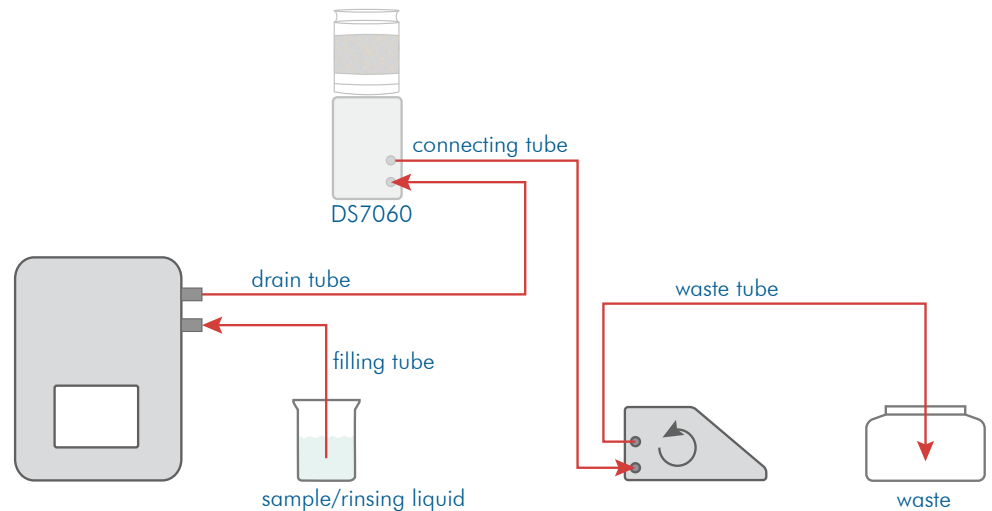 connecting tube
DS7060
drain tube
waste tube
filling tube
sample/rinsing liquid
waste